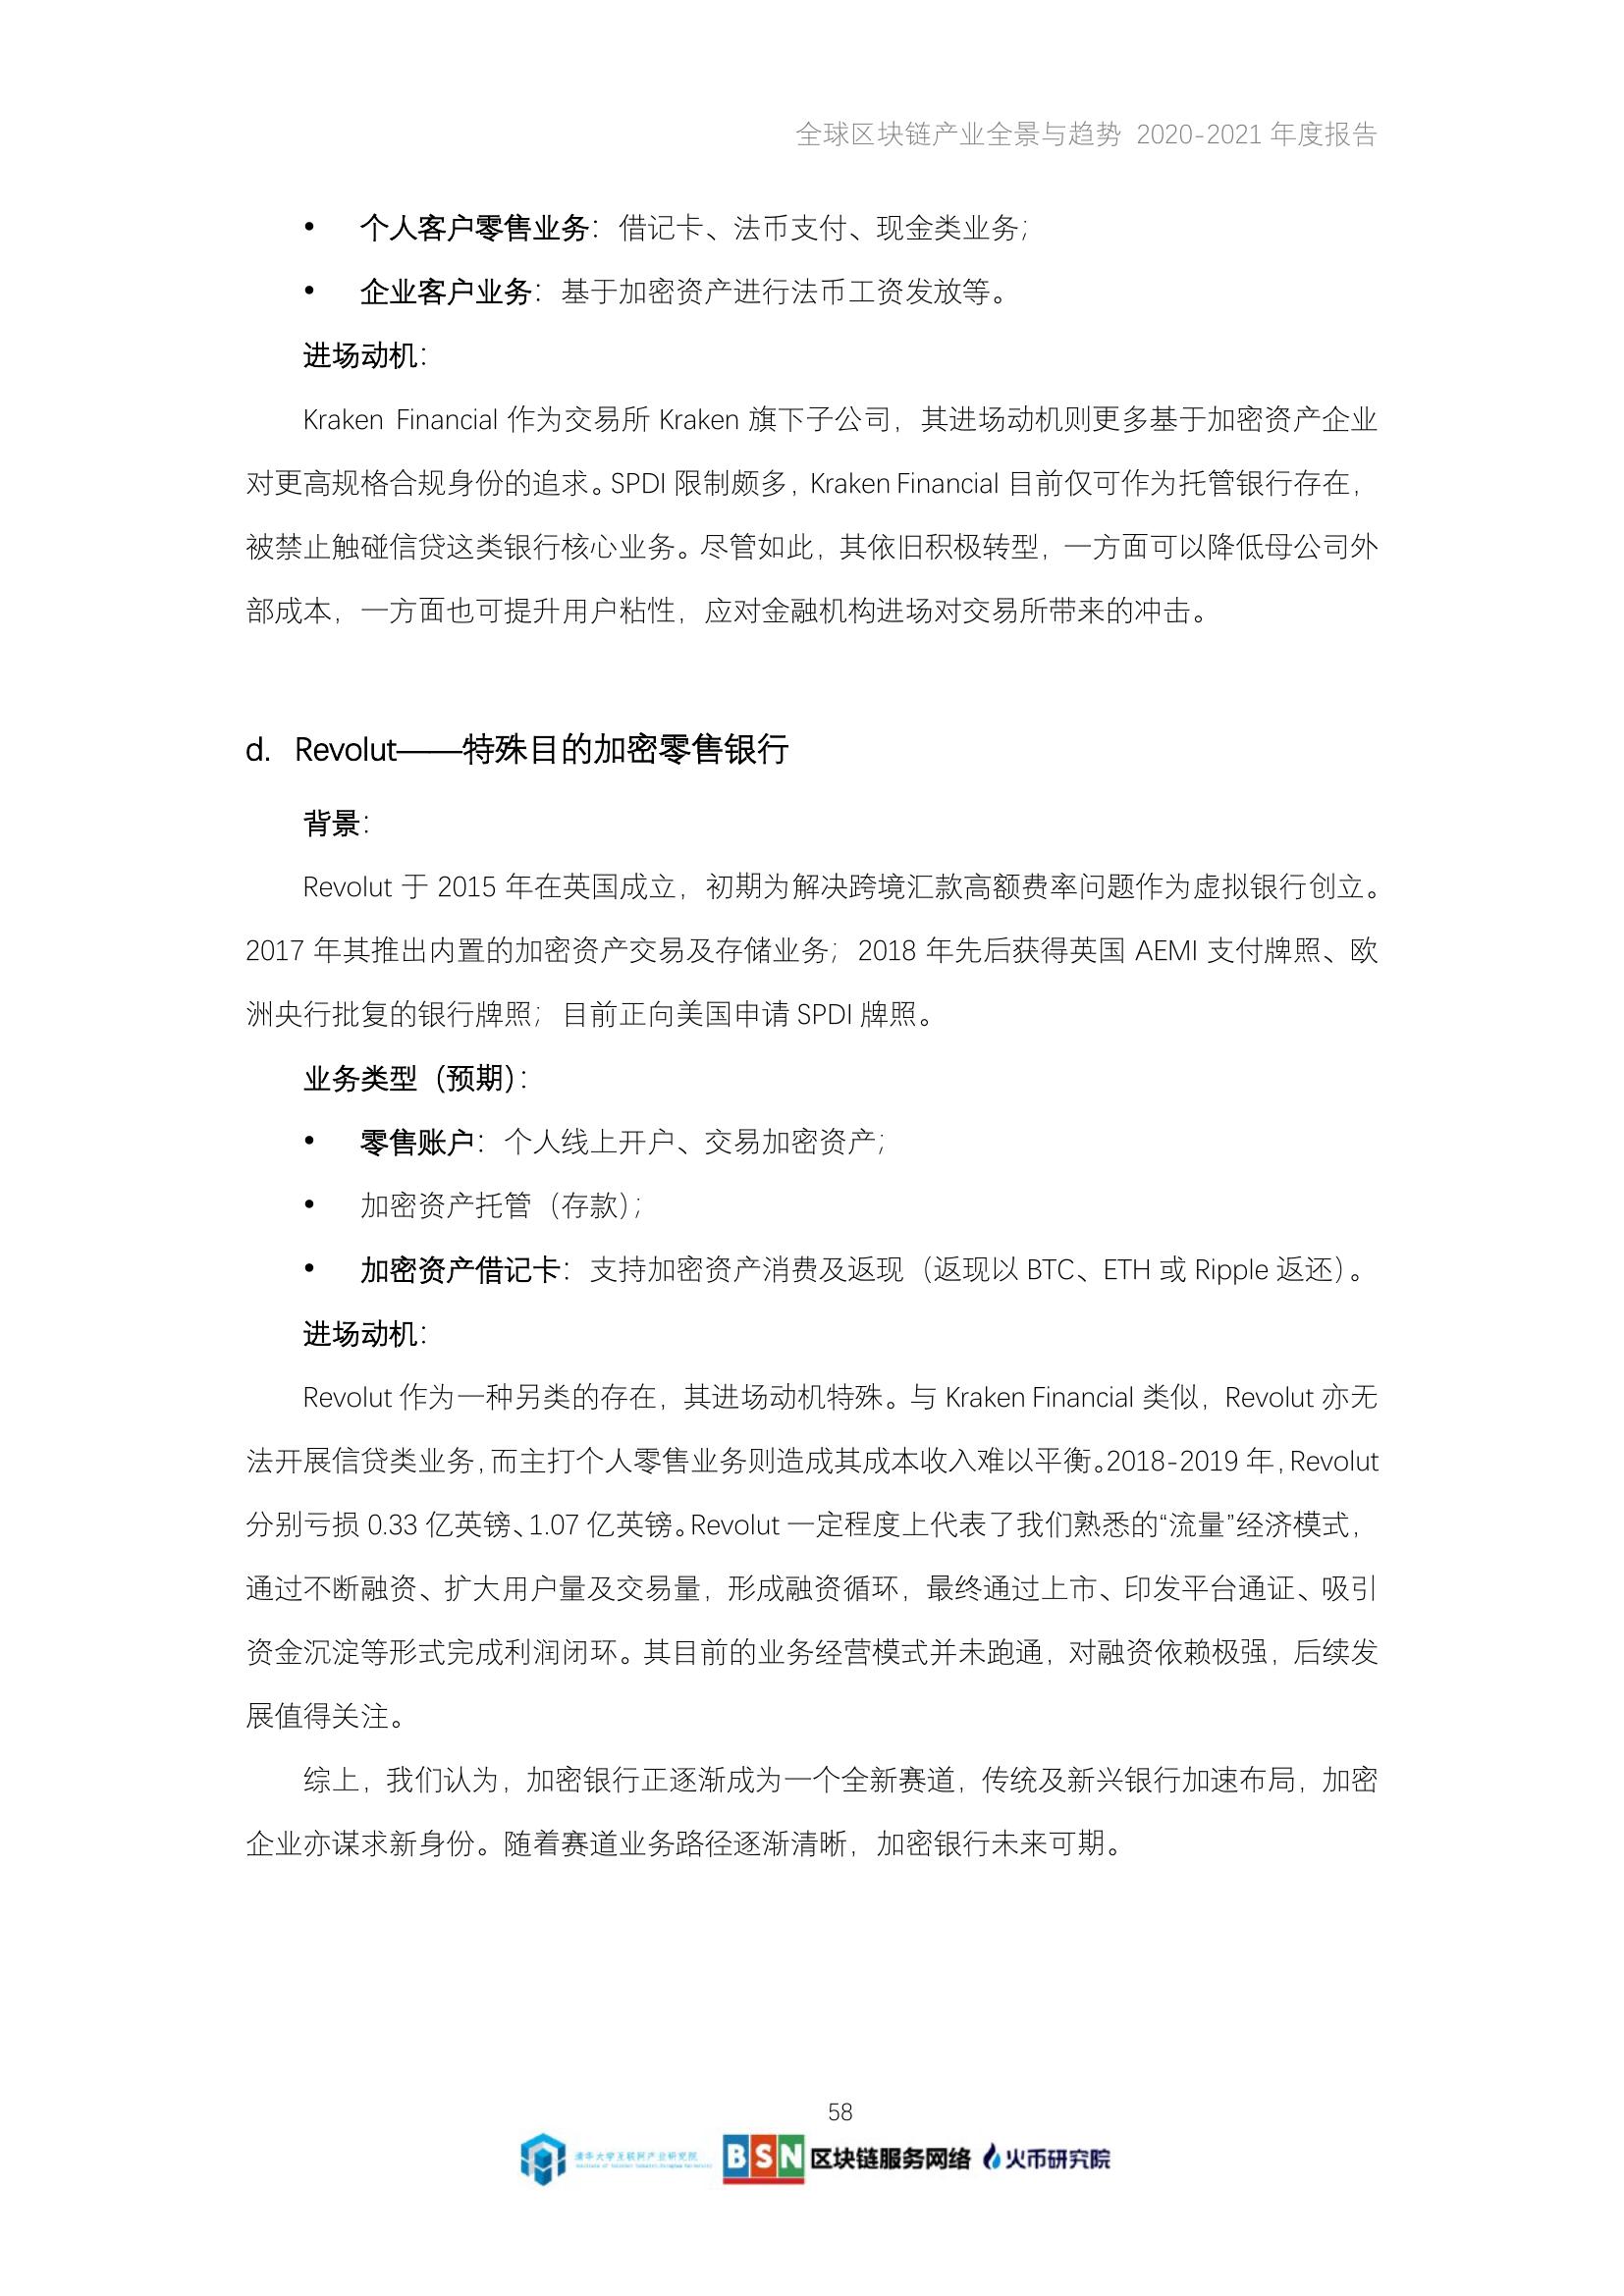 全球区块链产业全景与趋势 2020-2021 年度报告
• 个人客户零售业务：借记卡、法币支付、现金类业务；
• 企业客户业务：基于加密资产进行法币工资发放等。
进场动机：
Kraken Financial 作为交易所 Kraken 旗下子公司，其进场动机则更多基于加密资产企业
对更高规格合规身份的追求。SPDI 限制颇多，Kraken Financial 目前仅可作为托管银行存在，
被禁止触碰信贷这类银行核心业务。尽管如此，其依旧积极转型，一方面可以降低母公司外
部成本，一方面也可提升用户粘性，应对金融机构进场对交易所带来的冲击。
d. Revolut——特殊目的加密零售银行
背景：
Revolut 于 2015 年在英国成立，初期为解决跨境汇款高额费率问题作为虚拟银行创立。
2017 年其推出内置的加密资产交易及存储业务；2018 年先后获得英国 AEMI 支付牌照、欧
洲央行批复的银行牌照；目前正向美国申请 SPDI 牌照。
业务类型（预期）：
• 零售账户：个人线上开户、交易加密资产；
• 加密资产托管（存款）；
• 加密资产借记卡：支持加密资产消费及返现（返现以 BTC、ETH 或 Ripple 返还）。
进场动机：
Revolut 作为一种另类的存在，其进场动机特殊。与 Kraken Financial 类似，Revolut 亦无
法开展信贷类业务，而主打个人零售业务则造成其成本收入难以平衡。2018-2019 年，Revolut
分别亏损 0.33 亿英镑、1.07 亿英镑。Revolut 一定程度上代表了我们熟悉的“流量”经济模式，
通过不断融资、扩大用户量及交易量，形成融资循环，最终通过上市、印发平台通证、吸引
资金沉淀等形式完成利润闭环。其目前的业务经营模式并未跑通，对融资依赖极强，后续发
展值得关注。
综上，我们认为，加密银行正逐渐成为一个全新赛道，传统及新兴银行加速布局，加密
企业亦谋求新身份。随着赛道业务路径逐渐清晰，加密银行未来可期。
58
清华大学互联网产业研究院 BSN 区块链服务网络 火币研究院